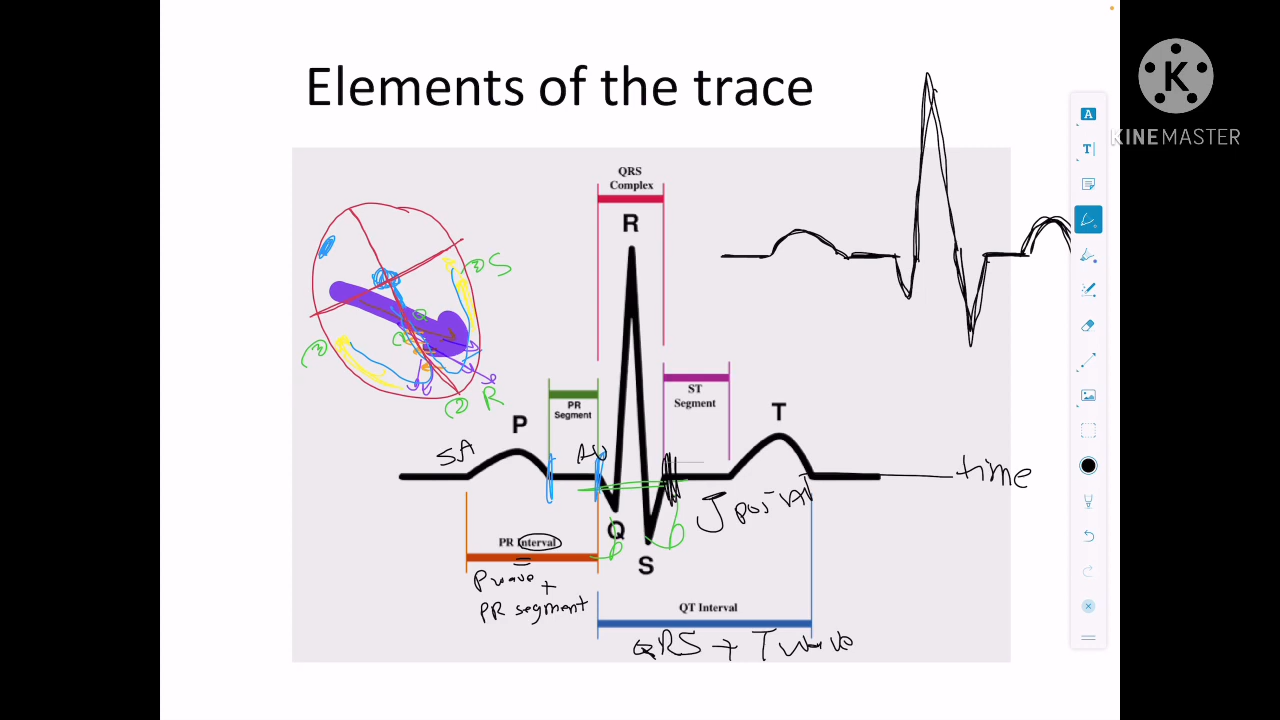 Elements of the trace
KINEMASTER
K
QRS
Complex
R
S
R
PR
Segment
ST
Segment
P
T
SA
AV
time
J point
Q
S
PR Interval
=
P wave +
PR segment
QT Interval
QRS + T wave